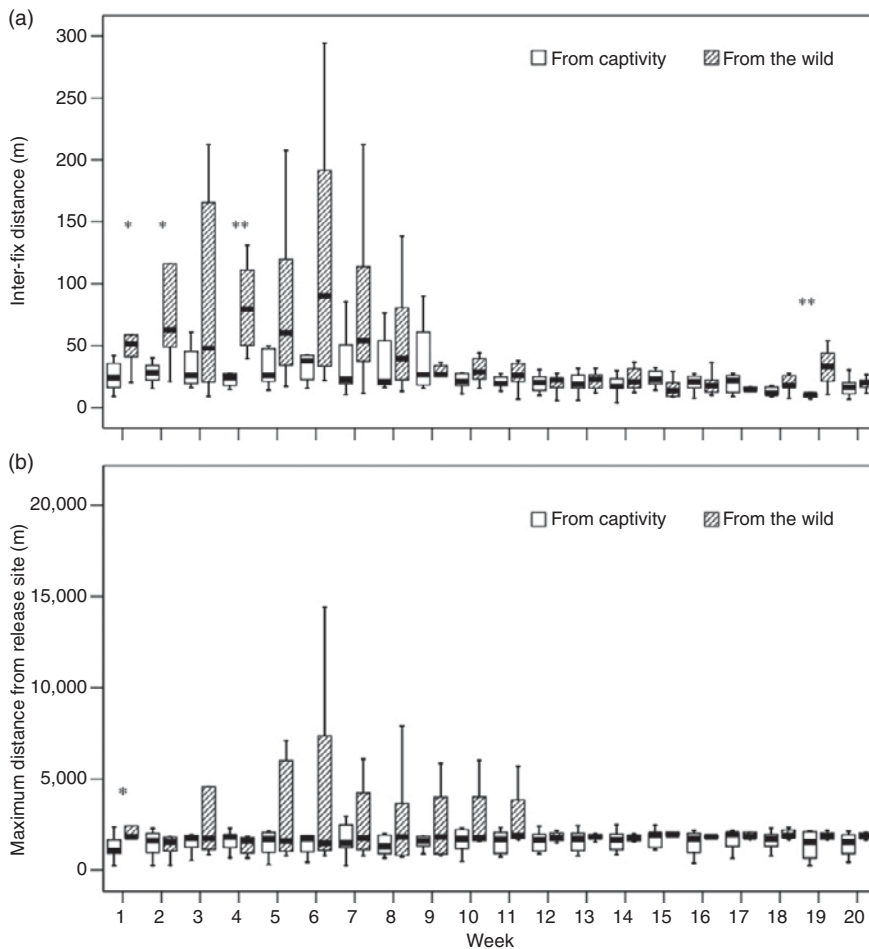 (a)
300
From captivity
From the wild
250
200
Inter-fix distance (m)
150
* * ** **
100
50
0
(b)
20,000
From captivity
From the wild
15,000
Maximum distance from release site (m)
10,000
5,000
*
0
1 2 3 4 5 6 7 8 9 10 11 12 13 14 15 16 17 18 19 20
Week